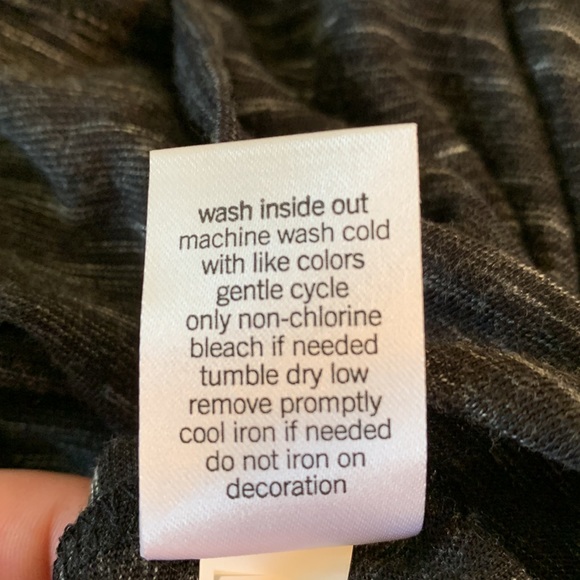 wash inside out
machine wash cold
with like colors
gentle cycle
only non-chlorine
bleach if needed
tumble dry low
remove promptly
cool iron if needed
do not iron on
decoration